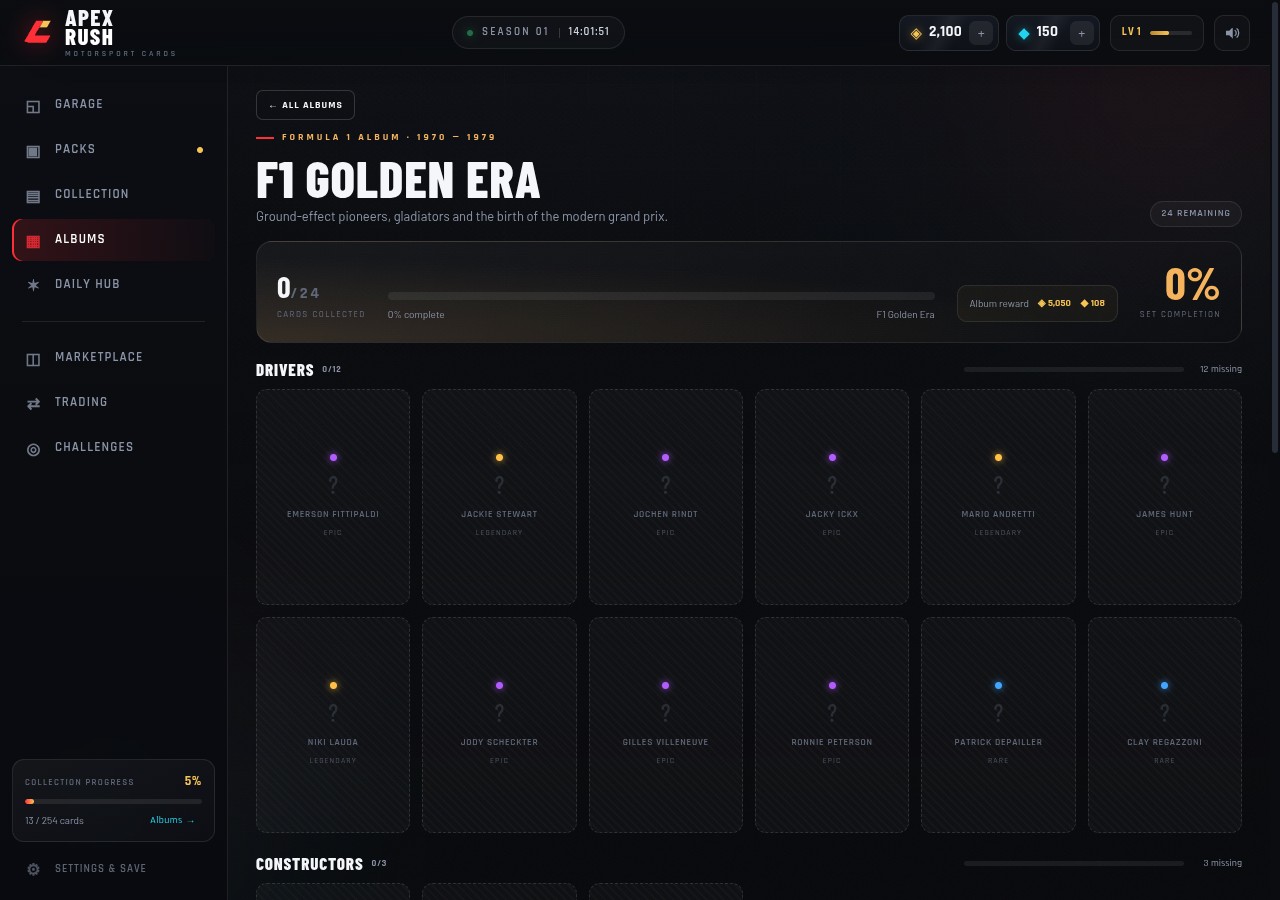 APEX
RUSH
MOTORSPORT CARDS
SEASON 01 | 14:01:51
2,100 +
150 +
LV 1
GARAGE
PACKS
COLLECTION
ALBUMS
DAILY HUB
MARKETPLACE
TRADING
CHALLENGES
COLLECTION PROGRESS 5%
13 / 254 cards Albums →
SETTINGS & SAVE
← ALL ALBUMS
FORMULA 1 ALBUM · 1970 — 1979
F1 GOLDEN ERA
Ground-effect pioneers, gladiators and the birth of the modern grand prix.
24 REMAINING
0/24
CARDS COLLECTED
0% complete F1 Golden Era
Album reward ◈ 5,050 ◆ 108
0%
SET COMPLETION
DRIVERS 0/12 12 missing
? ? ? ? ? ?
EMERSON FITTIPALDI JACKIE STEWART JOCHEN RINDT JACKY ICKX MARIO ANDRETTI JAMES HUNT
EPIC LEGENDARY EPIC EPIC LEGENDARY EPIC
? ? ? ? ? ?
NIKI LAUDA JODY SCHECKTER GILLES VILLENEUVE RONNIE PETERSON PATRICK DEPAILLER CLAY REGAZZONI
LEGENDARY EPIC EPIC EPIC RARE RARE
CONSTRUCTORS 0/3 3 missing